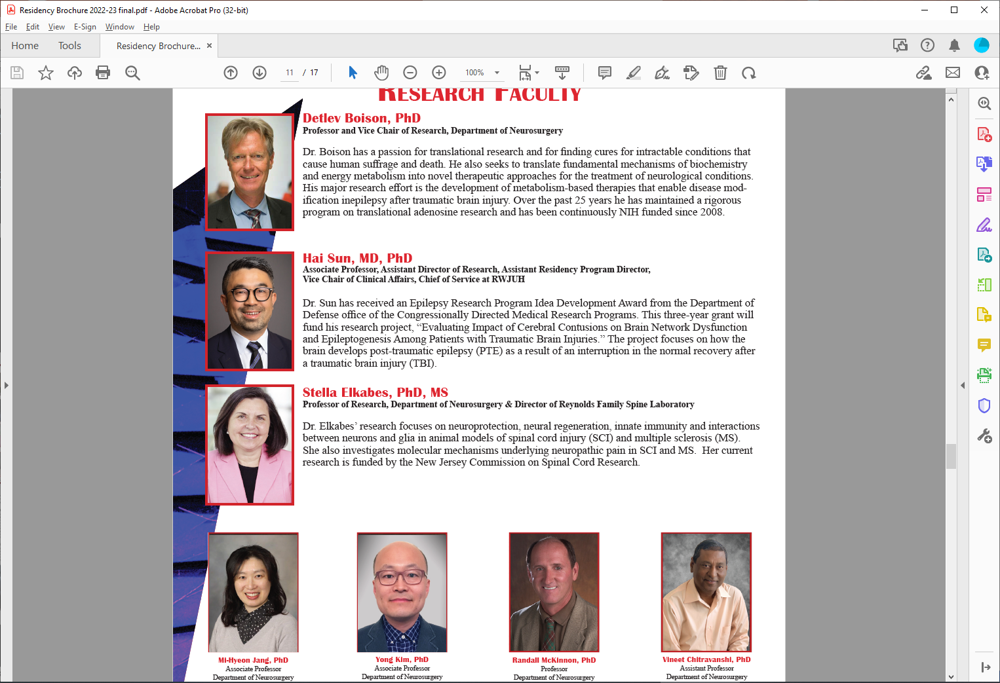 Residency Brochure 2022-23 final.pdf - Adobe Acrobat Pro (32-bit)
File Edit View E-Sign Window Help
Home Tools Residency Brochure... ×
11 / 17 100%
RESEARCH FACULTY
Detlev Boison, PhD
Professor and Vice Chair of Research, Department of Neurosurgery
Dr. Boison has a passion for translational research and for finding cures for intractable conditions that
cause human suffrage and death. He also seeks to translate fundamental mechanisms of biochemistry
and energy metabolism into novel therapeutic approaches for the treatment of neurological conditions.
His major research effort is the development of metabolism-based therapies that enable disease mod-
ification inepilepsy after traumatic brain injury. Over the past 25 years he has maintained a rigorous
program on translational adenosine research and has been continuously NIH funded since 2008.
Hai Sun, MD, PhD
Associate Professor, Assistant Director of Research, Assistant Residency Program Director,
Vice Chair of Clinical Affairs, Chief of Service at RWJUH
Dr. Sun has received an Epilepsy Research Program Idea Development Award from the Department of
Defense office of the Congressionally Directed Medical Research Programs. This three-year grant will
fund his research project, “Evaluating Impact of Cerebral Contusions on Brain Network Dysfunction
and Epileptogenesis Among Patients with Traumatic Brain Injuries.” The project focuses on how the
brain develops post-traumatic epilepsy (PTE) as a result of an interruption in the normal recovery after
a traumatic brain injury (TBI).
Stella Elkabes, PhD, MS
Professor of Research, Department of Neurosurgery & Director of Reynolds Family Spine Laboratory
Dr. Elkabes’ research focuses on neuroprotection, neural regeneration, innate immunity and interactions
between neurons and glia in animal models of spinal cord injury (SCI) and multiple sclerosis (MS).
She also investigates molecular mechanisms underlying neuropathic pain in SCI and MS.  Her current
research is funded by the New Jersey Commission on Spinal Cord Research.
Mi-Hyeon Jang, PhD
Associate Professor
Department of Neurosurgery
Yong Kim, PhD
Associate Professor
Department of Neurosurgery
Randall McKinnon, PhD
Professor
Department of Neurosurgery
Vineet Chitravanshi, PhD
Assistant Professor
Department of Neurosurgery